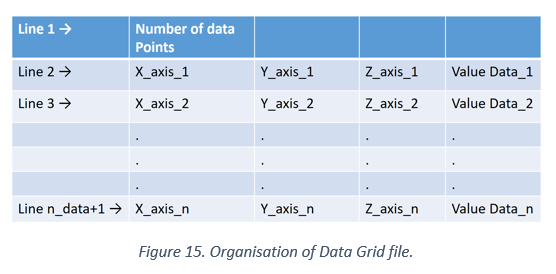 Line 1 → Number of data Points
Line 2 → X_axis_1 Y_axis_1 Z_axis_1 Value Data_1
Line 3 → X_axis_2 Y_axis_2 Z_axis_2 Value Data_2
. . . .
. . . .
. . . .
Line n_data+1 → X_axis_n Y_axis_n Z_axis_n Value Data_n
Figure 15. Organisation of Data Grid file.